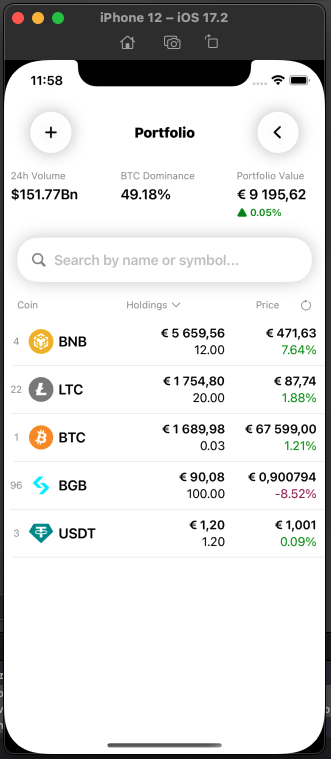 iPhone 12 – iOS 17.2
11:58
Portfolio
24h Volume BTC Dominance Portfolio Value
$151.77Bn 49.18% € 9 195,62
0.05%
Search by name or symbol...
Coin Holdings Price
4 BNB € 5 659,56 € 471,63
12.00 7.64%
22 LTC € 1 754,80 € 87,74
20.00 1.88%
1 BTC € 1 689,98 € 67 599,00
0.03 1.21%
96 BGB € 90,08 € 0,900794
100.00 -8.52%
3 USDT € 1,20 € 1,001
1.20 0.09%